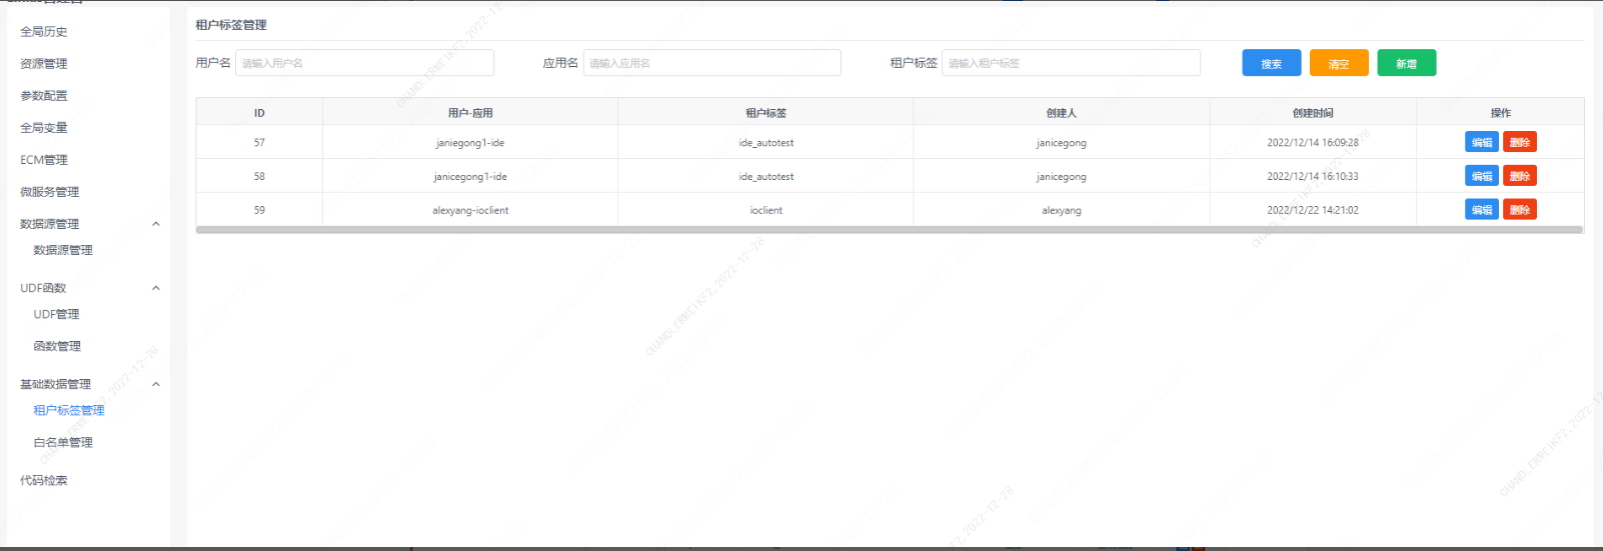 全局历史
资源管理
参数配置
全局变量
ECM管理
微服务管理
数据源管理
数据源管理
UDF函数
UDF管理
函数管理
基础数据管理
租户标签管理
白名单管理
代码检索
租户标签管理
用户名 请输入用户名 应用名 请输入应用名 租户标签 请输入租户标签 搜索 清空 新增
ID 用户-应用 租户标签 创建人 创建时间 操作
57 janiegong1-ide ide_autotest janicegong 2022/12/14 16:09:28 编辑 删除
58 janicegong1-ide ide_autotest janicegong 2022/12/14 16:10:33 编辑 删除
59 alexyang-ioclient ioclient alexyang 2022/12/22 14:21:02 编辑 删除